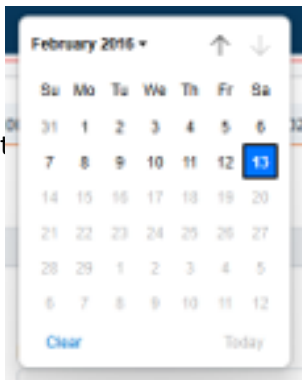 February 2016
Su Mo Tu We Th Fr Sa
31 1 2 3 4 5 6
7 8 9 10 11 12 13
14 15 16 17 18 19 20
21 22 23 24 25 26 27
28 29 1 2 3 4 5
6 7 8 9 10 11 12
Clear Today